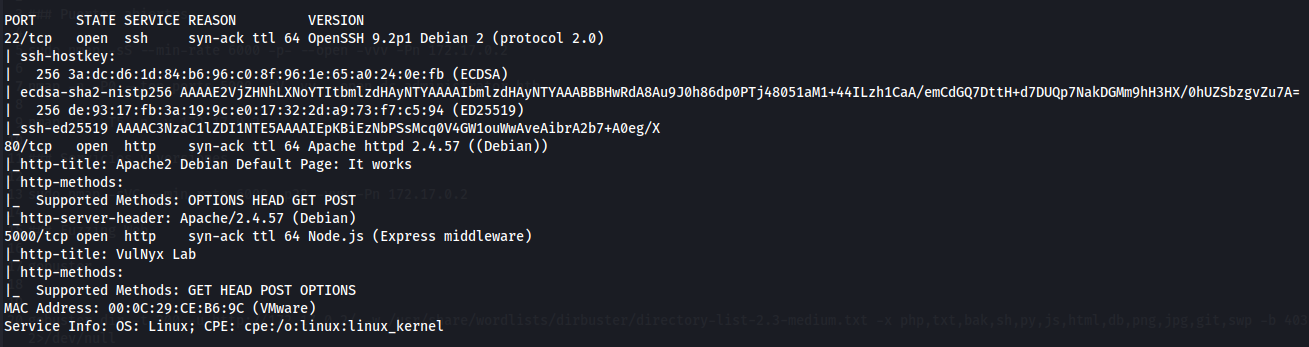 PORT     STATE SERVICE REASON         VERSION
22/tcp   open  ssh     syn-ack ttl 64 OpenSSH 9.2p1 Debian 2 (protocol 2.0)
| ssh-hostkey:
|   256 3a:dc:d6:1d:84:b6:96:c0:8f:96:1e:65:a0:24:0e:fb (ECDSA)
| ecdsa-sha2-nistp256 AAAAE2VjZHNhLXNoYTItbmlzdHAyNTYAAAAIbmlzdHAyNTYAAABBBHwRdA8Au9J0h86dp0PTj48051aM1+44ILzh1CaA/emCdGQ7DttH+d7DUQp7NakDGMm9hH3HX/0hUZSbzgvZu7A=
|   256 de:93:17:fb:3a:19:9c:e0:17:32:2d:a9:73:f7:c5:94 (ED25519)
|_ssh-ed25519 AAAAC3NzaC1lZDI1NTE5AAAAIEpKBiEzNbPSsMcq0V4GW1ouWwAveAibrA2b7+A0eg/X
80/tcp   open  http    syn-ack ttl 64 Apache httpd 2.4.57 ((Debian))
|_http-title: Apache2 Debian Default Page: It works
| http-methods:
|_  Supported Methods: OPTIONS HEAD GET POST
|_http-server-header: Apache/2.4.57 (Debian)
5000/tcp open  http    syn-ack ttl 64 Node.js (Express middleware)
|_http-title: VulNyx Lab
| http-methods:
|_  Supported Methods: GET HEAD POST OPTIONS
MAC Address: 00:0C:29:CE:B6:9C (VMware)
Service Info: OS: Linux; CPE: cpe:/o:linux:linux_kernel